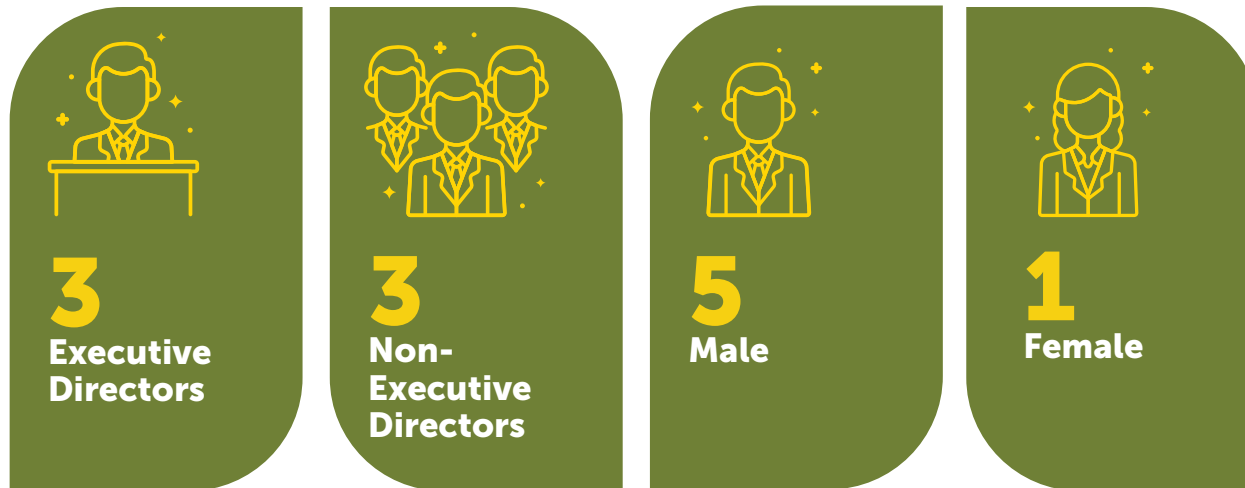 3
Executive
Directors
3
Non-
Executive
Directors
5
Male
1
Female